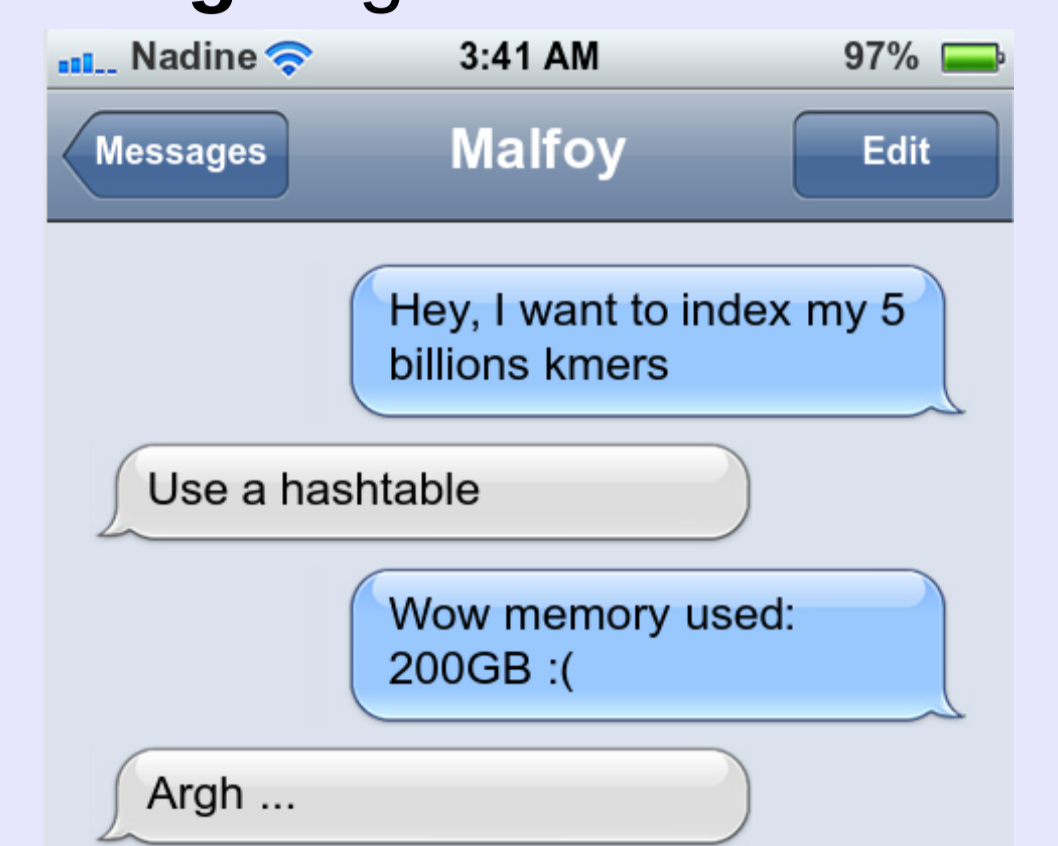 Nadine 3:41 AM 97%
Messages Malfoy Edit
Hey, I want to index my 5
billions kmers
Use a hashtable
Wow memory used:
200GB :(
Argh ...